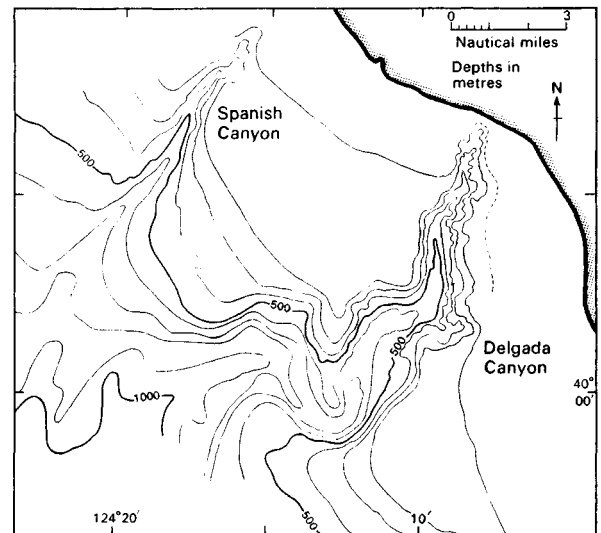 0 3
Nautical miles
Depths in
metres
N
Spanish
Canyon
500
500
500
Delgada
Canyon
40°
00′
1000
500
124°20′
10′